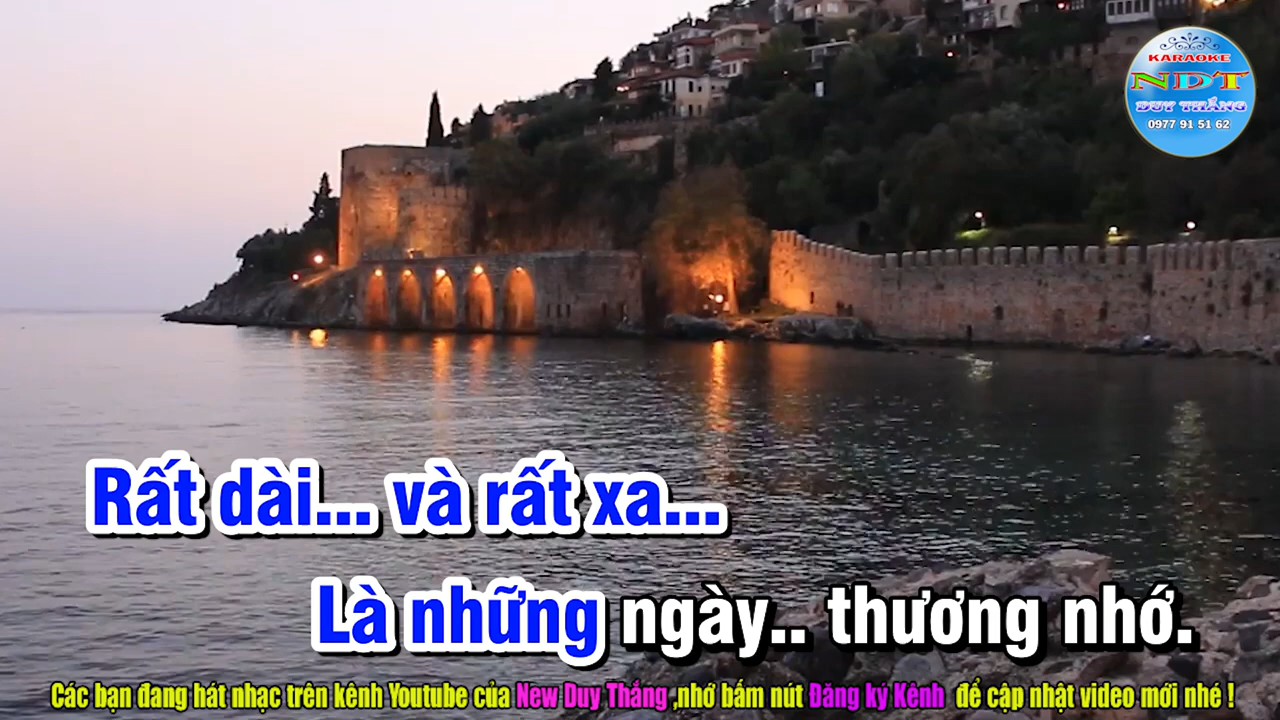 KARAOKE
NDT
DUY THẮNG
0977 91 51 62
Rất dài... và rất xa...
Là những ngày.. thương nhớ.
Các bạn đang hát nhạc trên kênh Youtube của New Duy Thắng ,nhớ bấm nút Đăng ký Kênh để cập nhật video mới nhé !